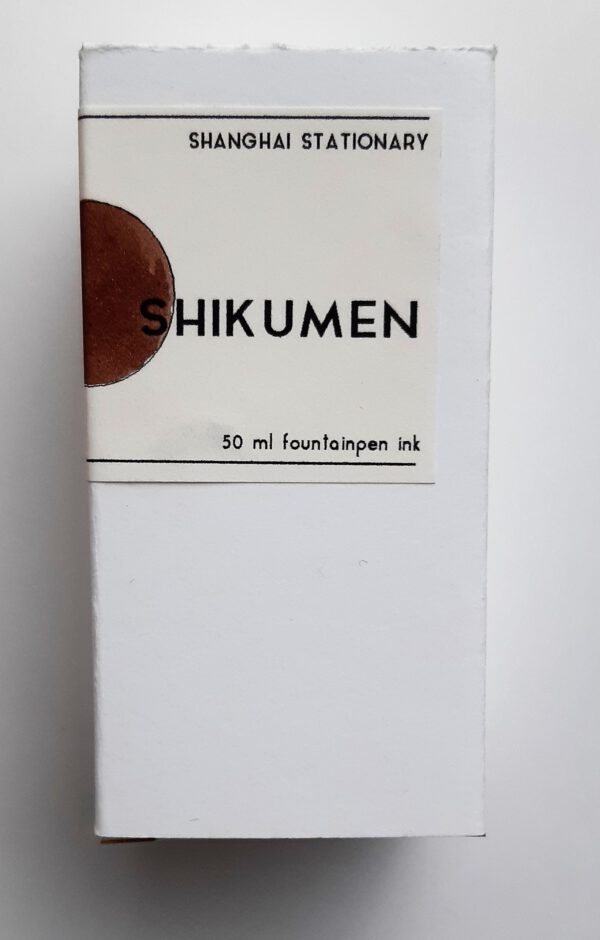 SHANGHAI STATIONARY
SHIKUMEN
50 ml fountainpen ink